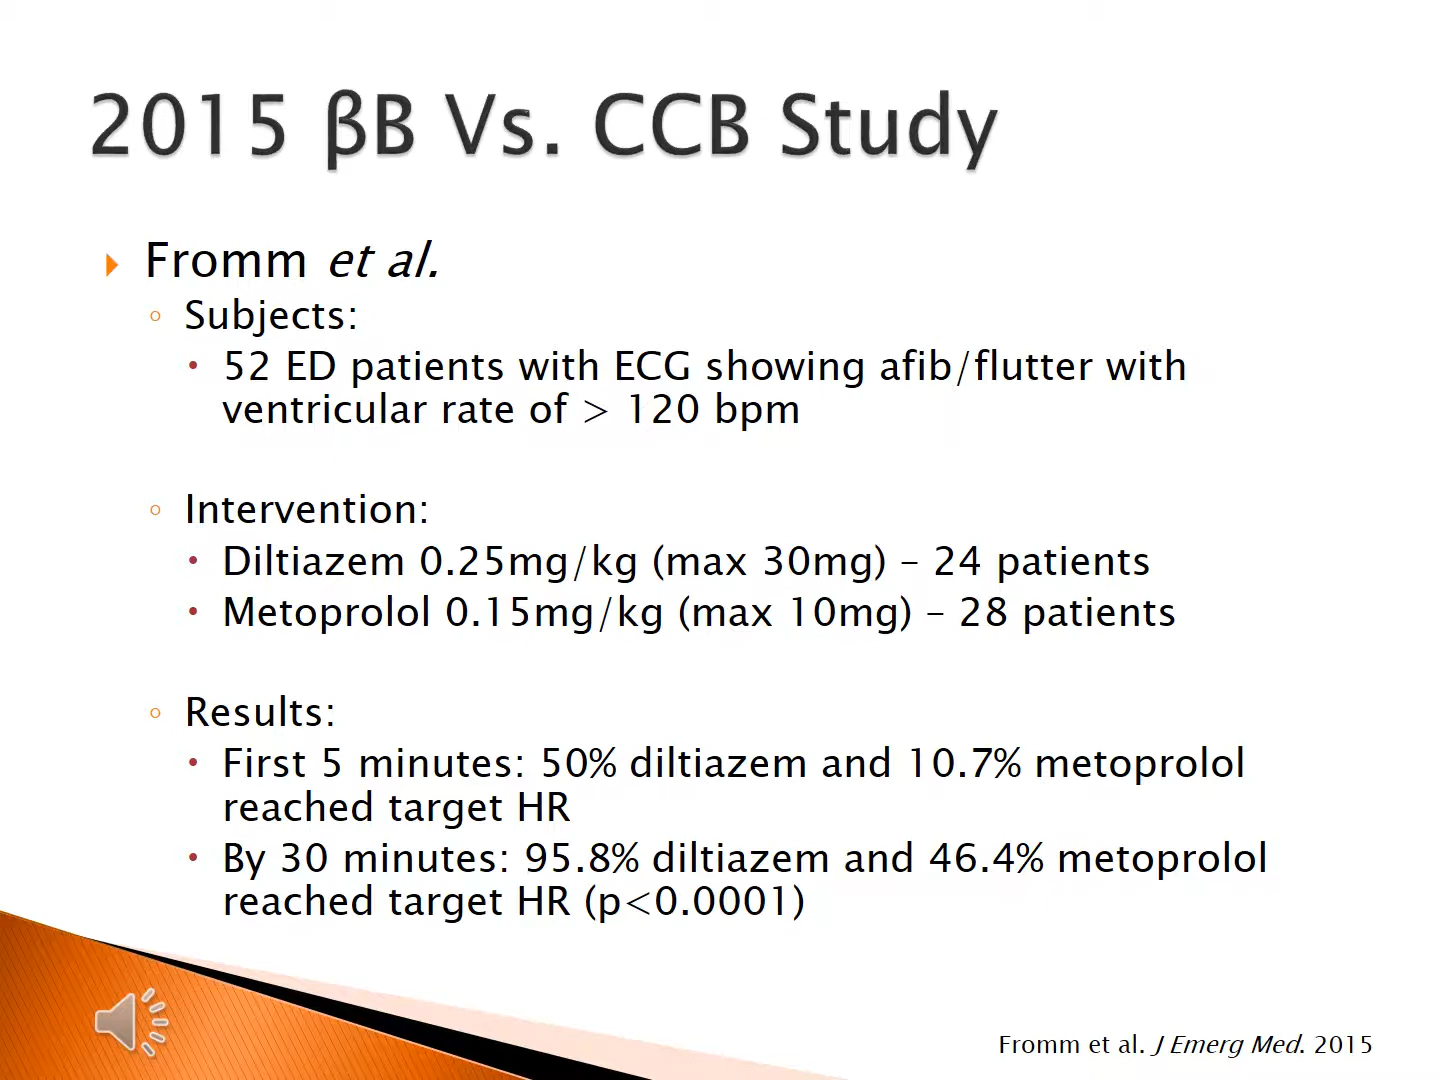 2015 βB Vs. CCB Study
Fromm et al.
Subjects:
52 ED patients with ECG showing afib/flutter with
ventricular rate of > 120 bpm
Intervention:
Diltiazem 0.25mg/kg (max 30mg) – 24 patients
Metoprolol 0.15mg/kg (max 10mg) – 28 patients
Results:
First 5 minutes: 50% diltiazem and 10.7% metoprolol
reached target HR
By 30 minutes: 95.8% diltiazem and 46.4% metoprolol
reached target HR (p<0.0001)
Fromm et al. J Emerg Med. 2015